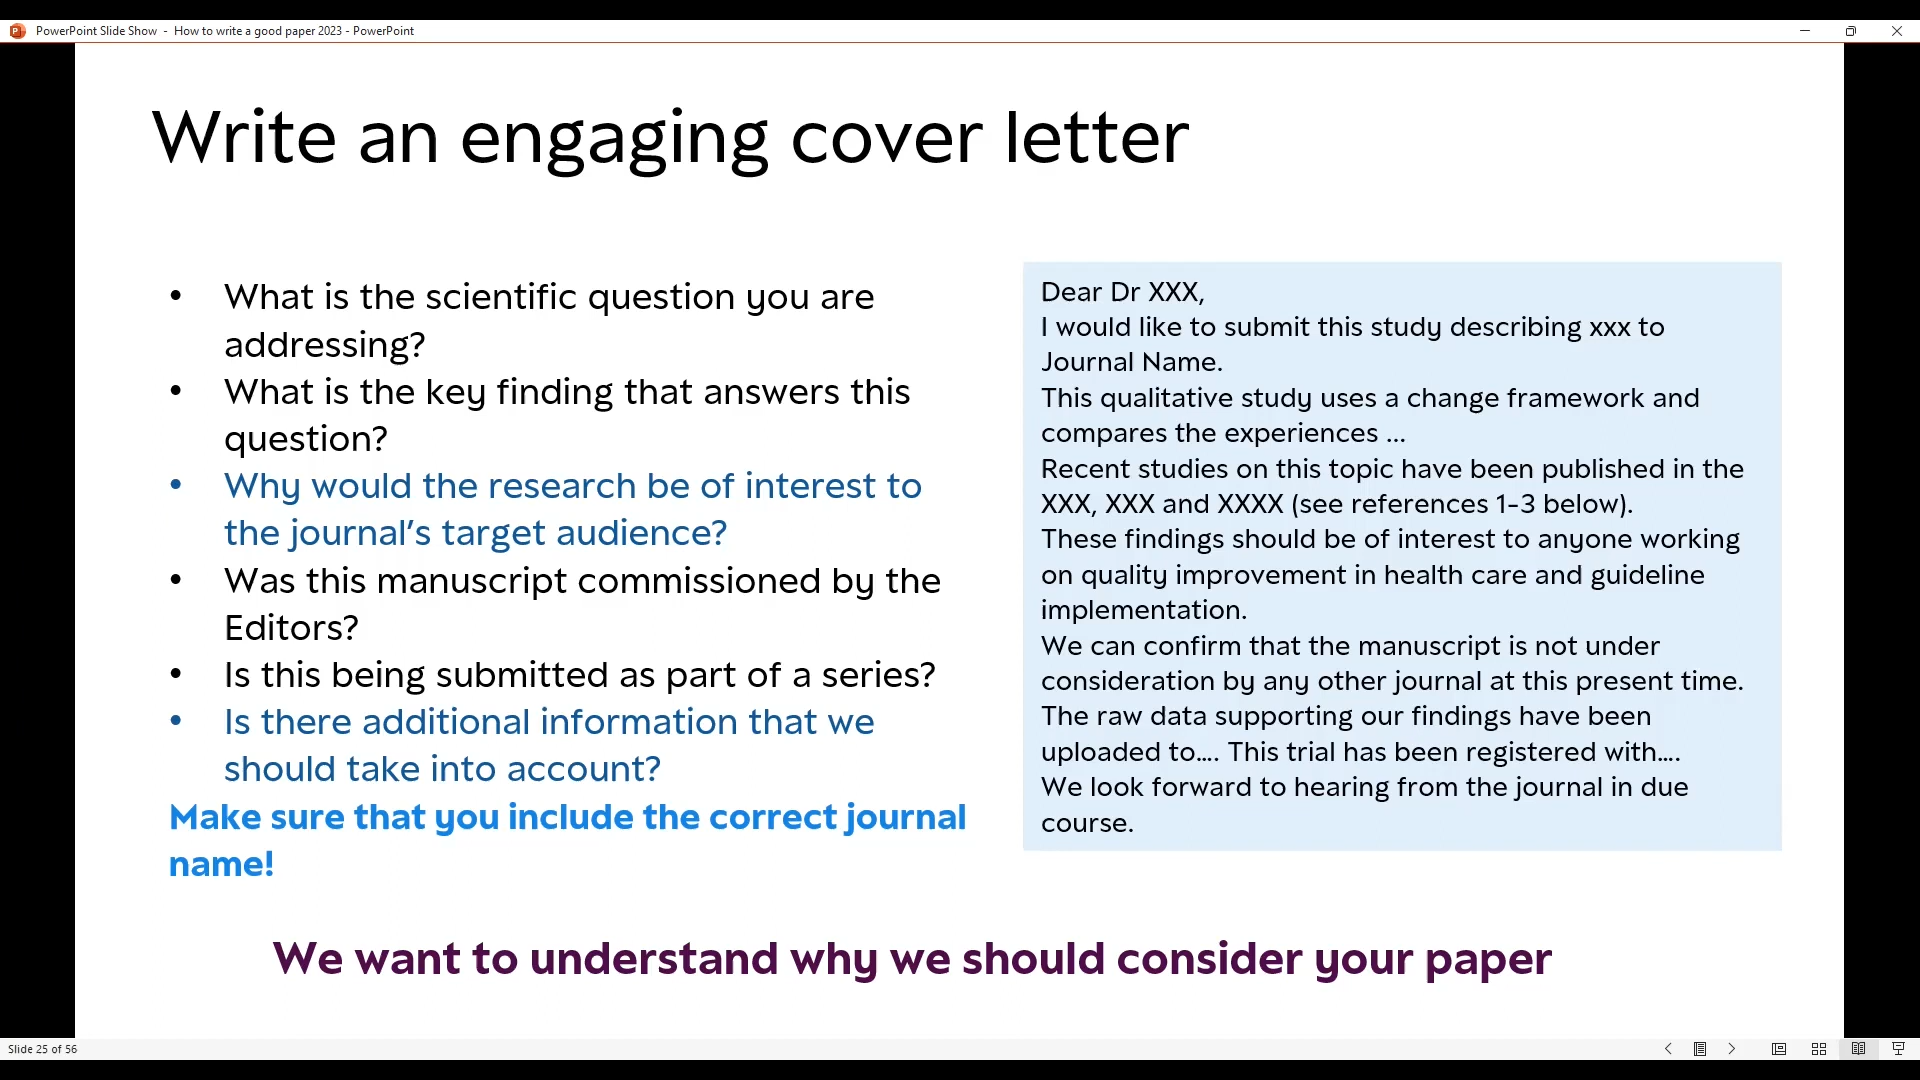 PowerPoint Slide Show - How to write a good paper 2023 - PowerPoint
Write an engaging cover letter
• What is the scientific question you are
addressing?
• What is the key finding that answers this
question?
• Why would the research be of interest to
the journal's target audience?
• Was this manuscript commissioned by the
Editors?
• Is this being submitted as part of a series?
• Is there additional information that we
should take into account?
Make sure that you include the correct journal
name!
Dear Dr XXX,
I would like to submit this study describing xxx to
Journal Name.
This qualitative study uses a change framework and
compares the experiences ...
Recent studies on this topic have been published in the
XXX, XXX and XXXX (see references 1-3 below).
These findings should be of interest to anyone working
on quality improvement in health care and guideline
implementation.
We can confirm that the manuscript is not under
consideration by any other journal at this present time.
The raw data supporting our findings have been
uploaded to.... This trial has been registered with....
We look forward to hearing from the journal in due
course.
We want to understand why we should consider your paper
Slide 25 of 56